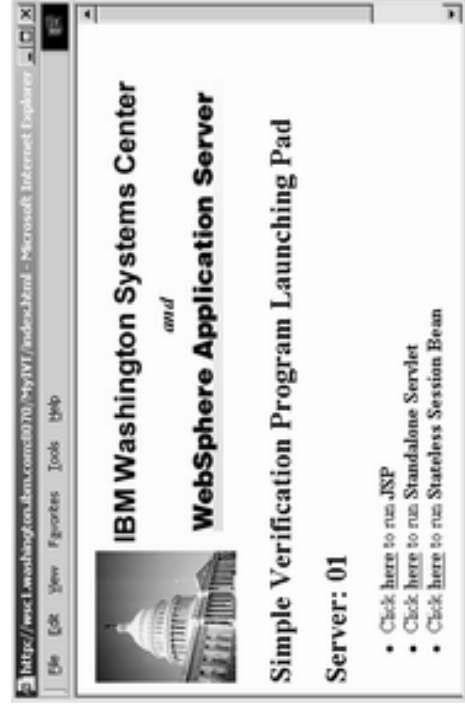 http://wsc1.washington.ibm.com:8070/MyIVT/index.html - Microsoft Internet Explorer
File Edit View Favorites Tools Help
IBM Washington Systems Center
and
WebSphere Application Server
Simple Verification Program Launching Pad
Server: 01
• Click here to run JSP
• Click here to run Standalone Servlet
• Click here to run Stateless Session Bean